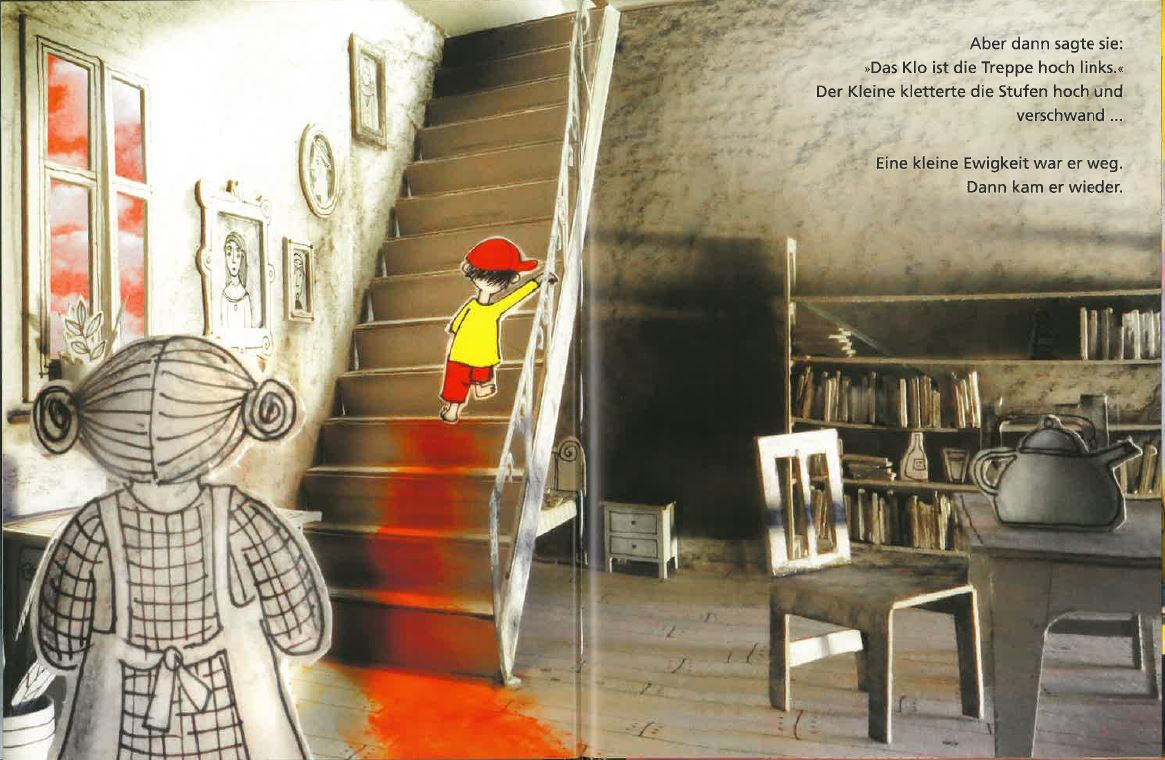 Aber dann sagte sie:
»Das Klo ist die Treppe hoch links.«
Der Kleine kletterte die Stufen hoch und
verschwand ...
Eine kleine Ewigkeit war er weg.
Dann kam er wieder.